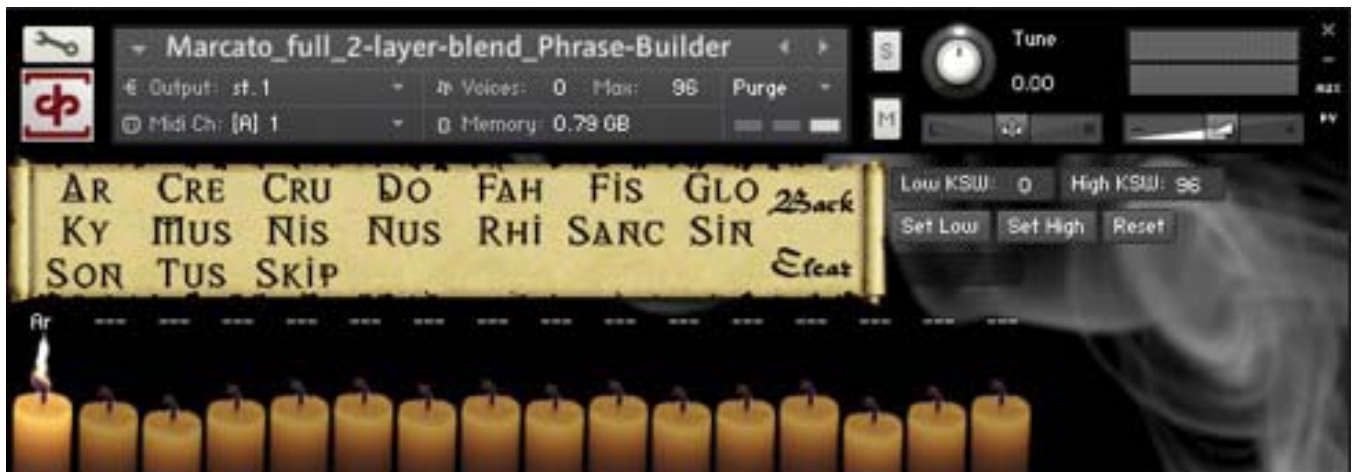 Marcato_full_2-layer-blend_Phrase-Builder
S
Tune
0.00
Output: st. 1
Voices: 0 Max: 96 Purge
Midi Ch: [A] 1
Memory: 0.79 GB
M
L R
AUX
PV
Ar Cre Cru Do Fah Fis Glo Back
Ky Mus Nis Nus Rhi Sanc Sin
Son Tus Skip Clear
Low KSW: 0 High KSW: 96
Set Low Set High Reset
Ar --- --- --- --- --- --- --- --- --- --- --- --- --- --- ---